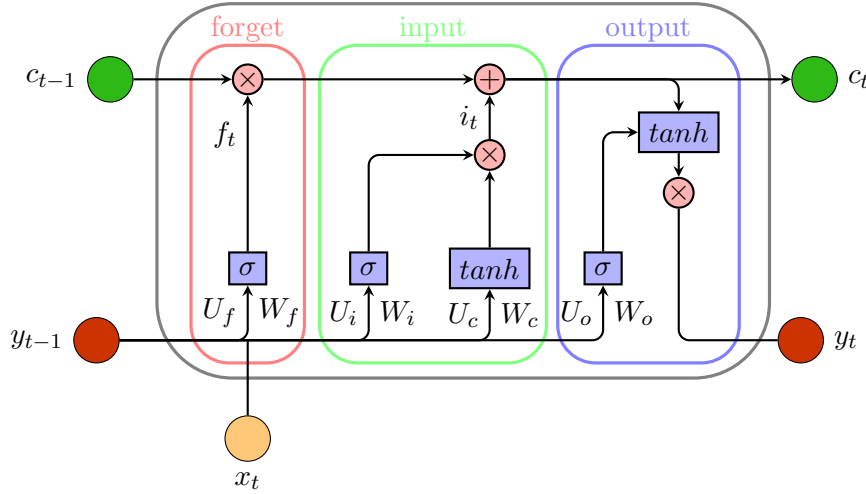 forget input output
c_{t-1} × + c_t
i_t
f_t tanh
×
×
σ σ tanh σ
U_f W_f U_i W_i U_c W_c U_o W_o
y_{t-1} y_t
x_t